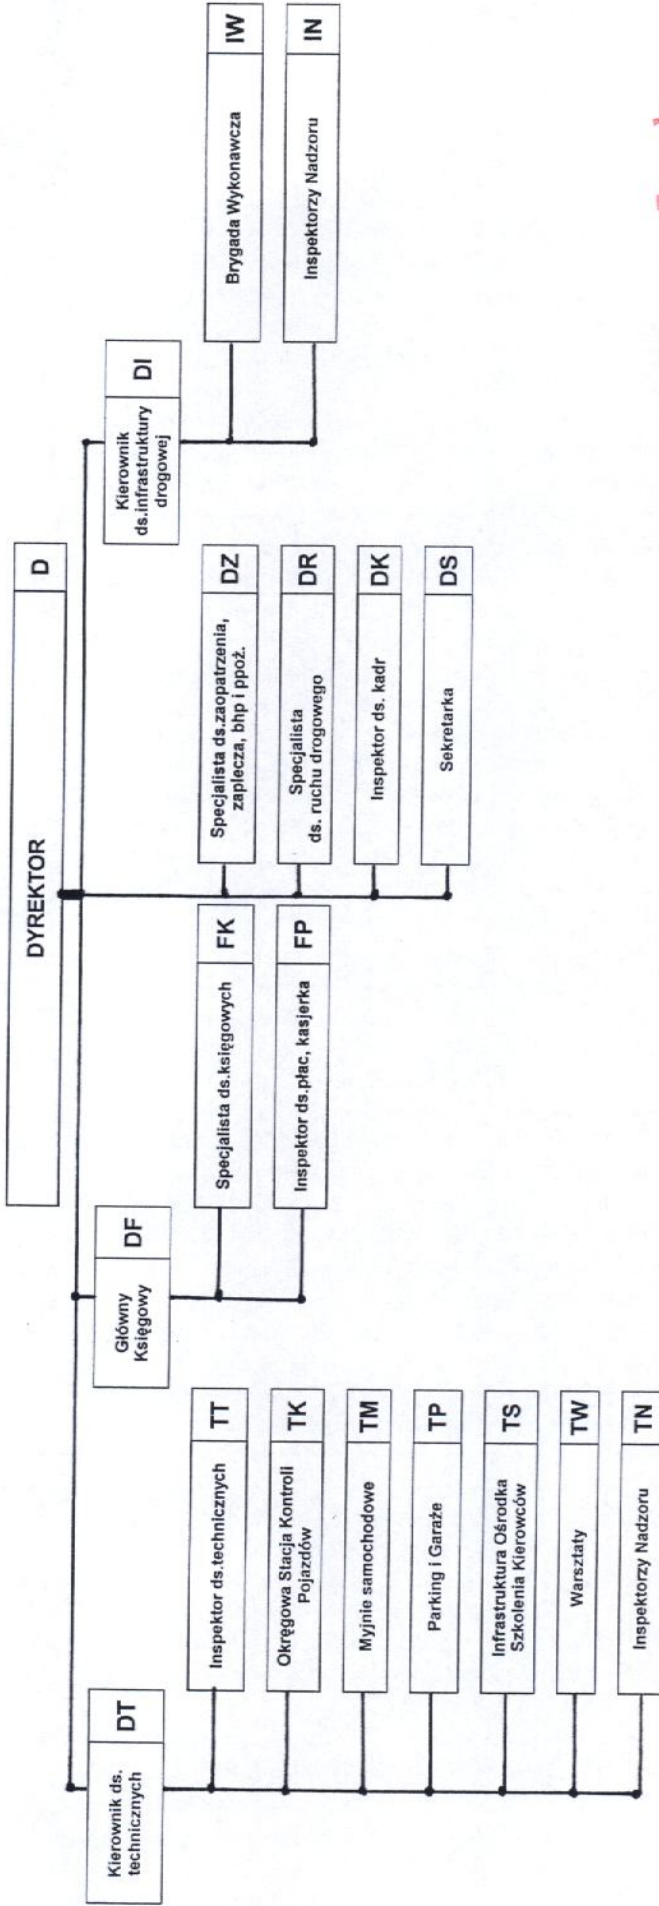 DYREKTOR
D
Kierownik ds.
technicznych
DT
Inspektor ds.technicznych
TT
Okręgowa Stacja Kontroli
Pojazdów
TK
Myjnie samochodowe
TM
Parking i Garaże
TP
Infrastruktura Ośrodka
Szkolenia Kierowców
TS
Warsztaty
TW
Inspektorzy Nadzoru
TN
Główny
Księgowy
DF
Specjalista ds.księgowych
FK
Inspektor ds.płac, kasjerka
FP
Specjalista ds.zaopatrzenia,
zaplecza, bhp i ppoż.
DZ
Specjalista
ds. ruchu drogowego
DR
Inspektor ds. kadr
DK
Sekretarka
DS
Kierownik
ds.infrastruktury
drogowej
DI
Brygada Wykonawcza
IW
Inspektorzy Nadzoru
IN